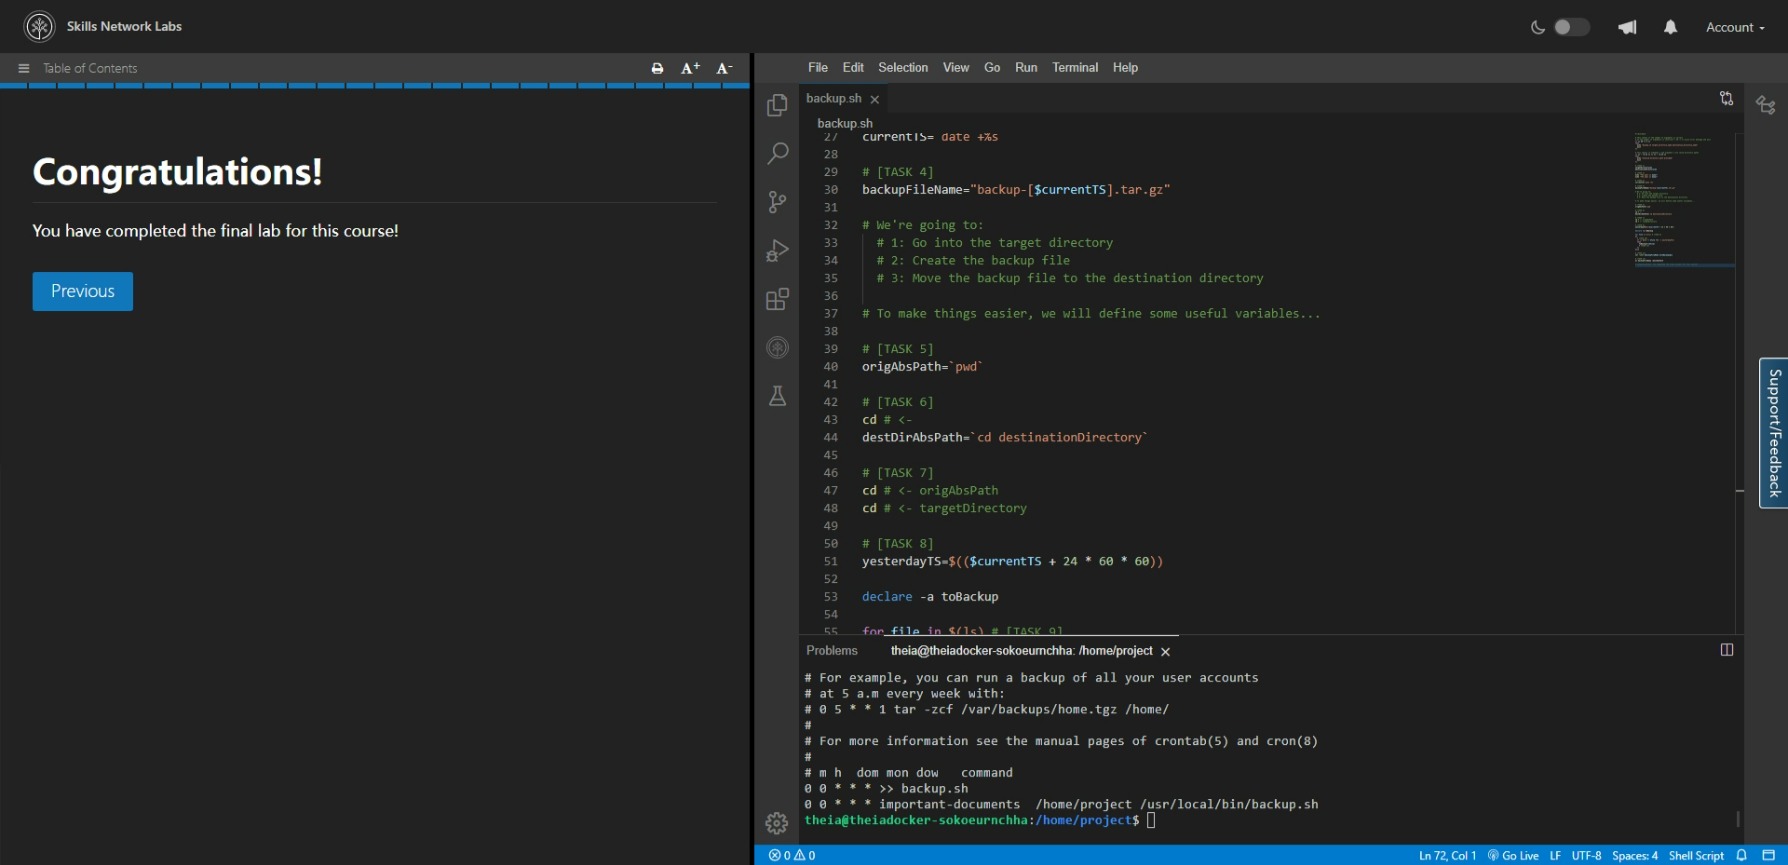 Skills Network Labs
Account
Table of Contents
A+ A-
Congratulations!
You have completed the final lab for this course!
Previous
File Edit Selection View Go Run Terminal Help
backup.sh
backup.sh
27 currentTS=`date +%s`
28
29 # [TASK 4]
30 backupFileName="backup-[$currentTS].tar.gz"
31
32 # We're going to:
33 # 1: Go into the target directory
34 # 2: Create the backup file
35 # 3: Move the backup file to the destination directory
36
37 # To make things easier, we will define some useful variables...
38
39 # [TASK 5]
40 origAbsPath=`pwd`
41
42 # [TASK 6]
43 cd # <-
44 destDirAbsPath=`cd destinationDirectory`
45
46 # [TASK 7]
47 cd # <- origAbsPath
48 cd # <- targetDirectory
49
50 # [TASK 8]
51 yesterdayTS=$(($currentTS + 24 * 60 * 60))
52
53 declare -a toBackup
54
55 for file in $(ls) # [TASK 9]
Support/Feedback
Problems theia@theiadocker-sokoeurnchha: /home/project
# For example, you can run a backup of all your user accounts
# at 5 a.m every week with:
# 0 5 * * 1 tar -zcf /var/backups/home.tgz /home/
#
# For more information see the manual pages of crontab(5) and cron(8)
#
# m h dom mon dow command
0 0 * * * >> backup.sh
0 0 * * * important-documents /home/project /usr/local/bin/backup.sh
theia@theiadocker-sokoeurnchha:/home/project$
0 0 Ln 72, Col 1 Go Live LF UTF-8 Spaces: 4 Shell Script